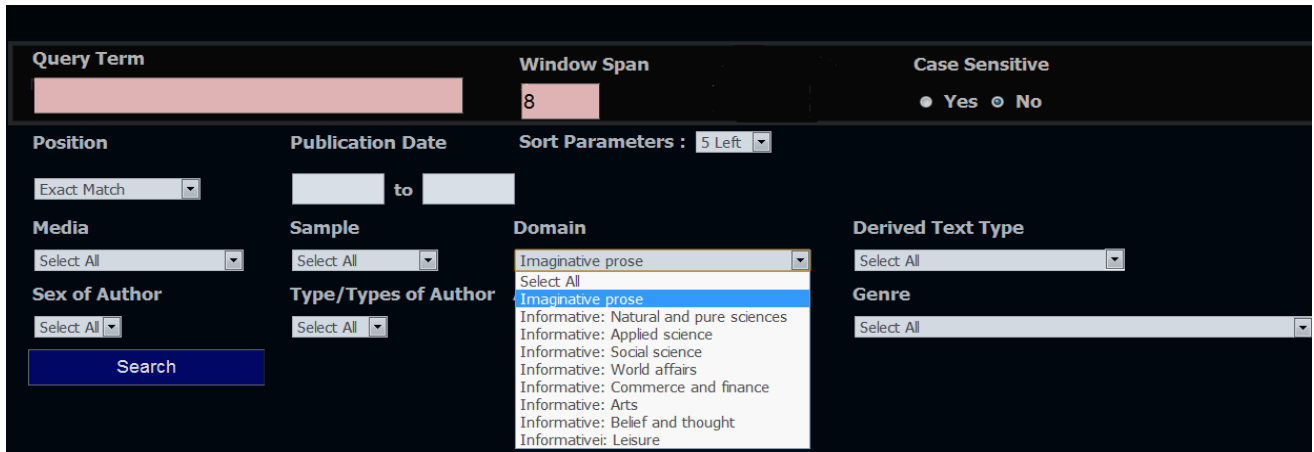 Query Term
Window Span
Case Sensitive
8
Yes No
Position
Publication Date
Sort Parameters : 5 Left
Exact Match
to
Media
Sample
Domain
Derived Text Type
Select All
Select All
Imaginative prose
Select All
Select All
Sex of Author
Type/Types of Author
Imaginative prose
Genre
Informative: Natural and pure sciences
Select All
Select All
Informative: Applied science
Select All
Informative: Social science
Search
Informative: World affairs
Informative: Commerce and finance
Informative: Arts
Informative: Belief and thought
Informativei: Leisure